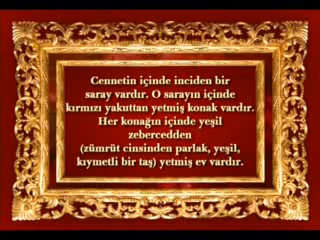 Cennetin içinde inciden bir
saray vardır. O sarayın içinde
kırmızı yakuttan yetmiş konak vardır.
Her konağın içinde yeşil
zebercedden
(zümrüt cinsinden parlak, yeşil,
kıymetli bir taş) yetmiş ev vardır.